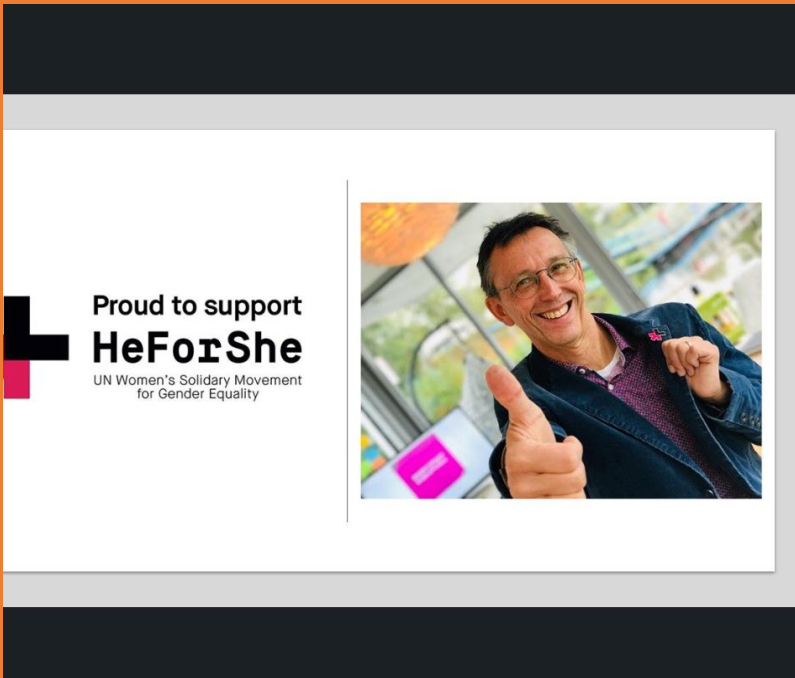 Proud to support
HeForShe
UN Women's Solidary Movement
for Gender Equality